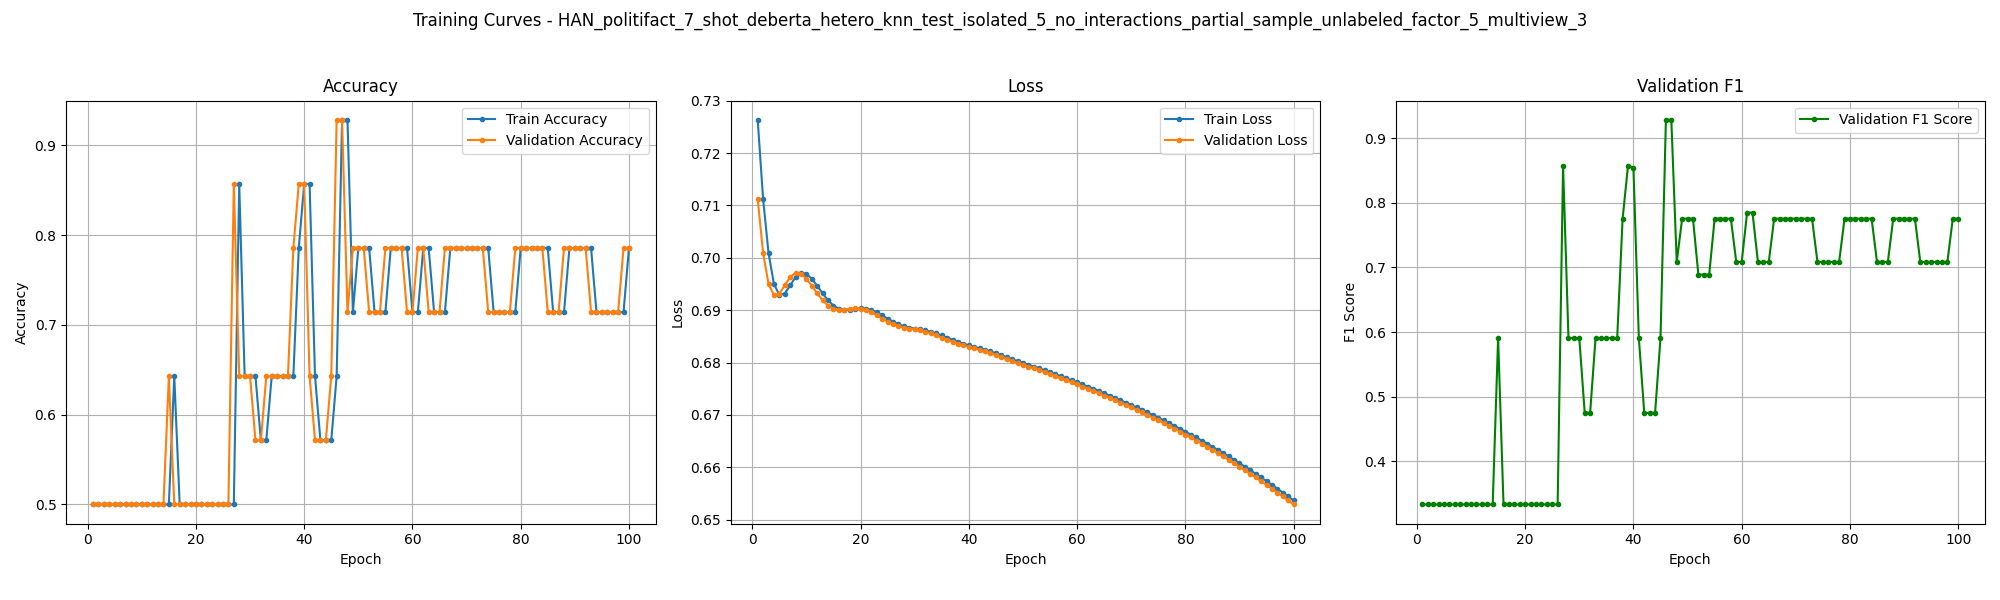 Training Curves - HAN_politifact_7_shot_deberta_hetero_knn_test_isolated_5_no_interactions_partial_sample_unlabeled_factor_5_multiview_3
Accuracy
Train Accuracy
Validation Accuracy
Accuracy
0.9
0.8
0.7
0.6
0.5
0
20
40
60
80
100
Epoch
Loss
Train Loss
Validation Loss
Loss
0.73
0.72
0.71
0.70
0.69
0.68
0.67
0.66
0.65
0
20
40
60
80
100
Epoch
Validation F1
Validation F1 Score
F1 Score
0.9
0.8
0.7
0.6
0.5
0.4
0
20
40
60
80
100
Epoch